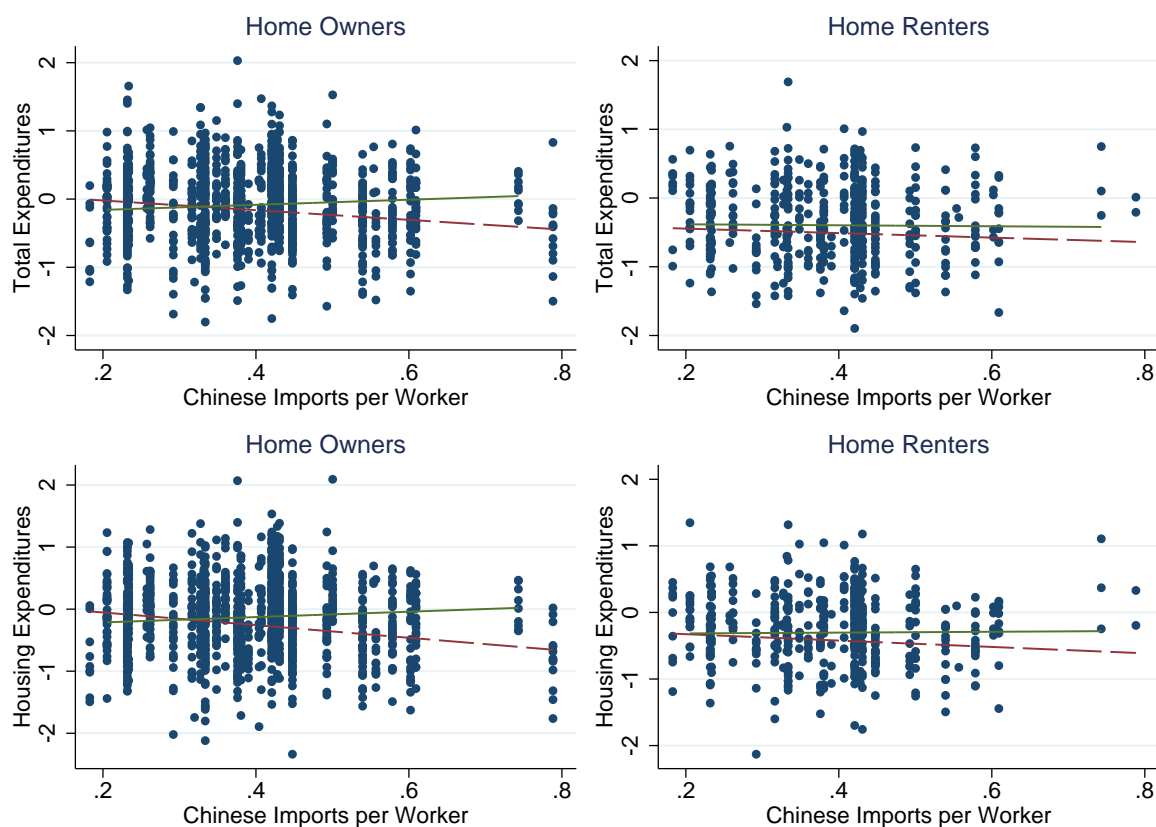 Home Owners
Total Expenditures
2
1
0
-1
-2
.2 .4 .6 .8
Chinese Imports per Worker
Home Renters
Total Expenditures
2
1
0
-1
-2
.2 .4 .6 .8
Chinese Imports per Worker
Home Owners
Housing Expenditures
2
1
0
-1
-2
.2 .4 .6 .8
Chinese Imports per Worker
Home Renters
Housing Expenditures
2
1
0
-1
-2
.2 .4 .6 .8
Chinese Imports per Worker